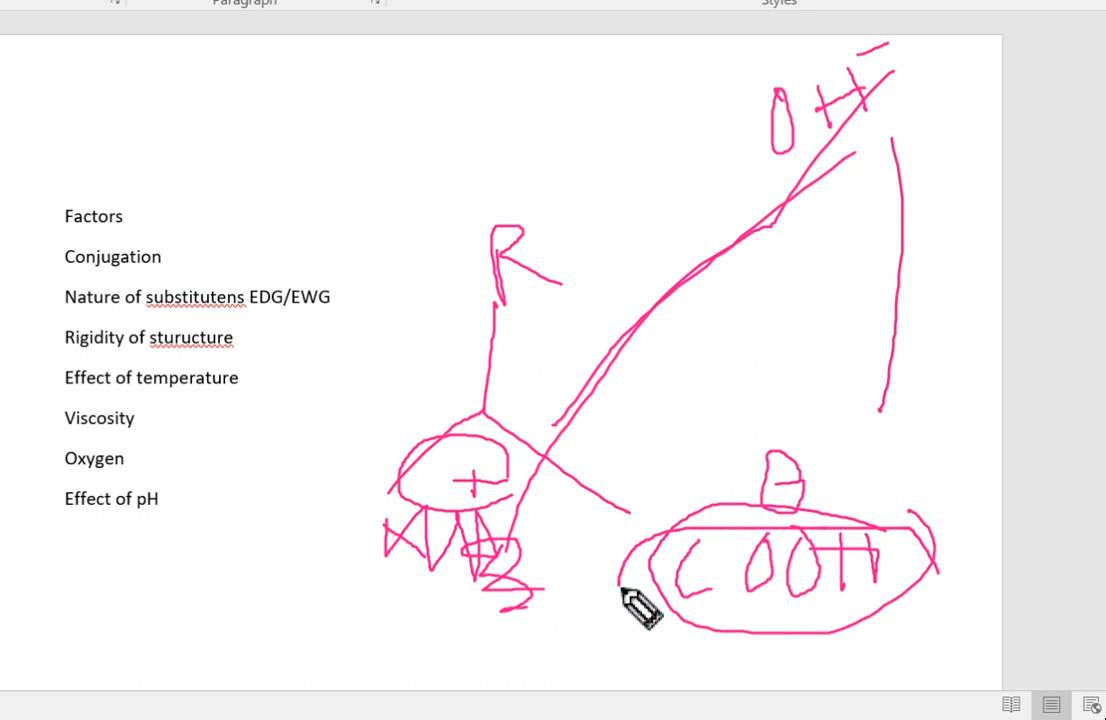 Paragraph
Styles
OH−
Factors
R
Conjugation
Nature of substitutens EDG/EWG
Rigidity of sturucture
Effect of temperature
Viscosity
Oxygen
Effect of pH
+
NH3
COOH